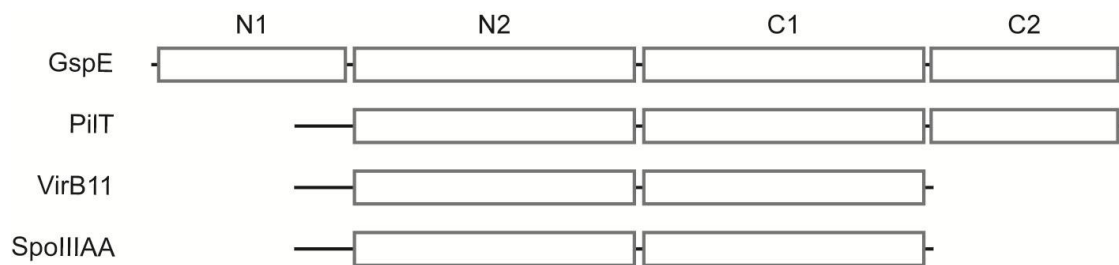 N1 N2 C1 C2
GspE
PilT
VirB11
SpoIIIAA